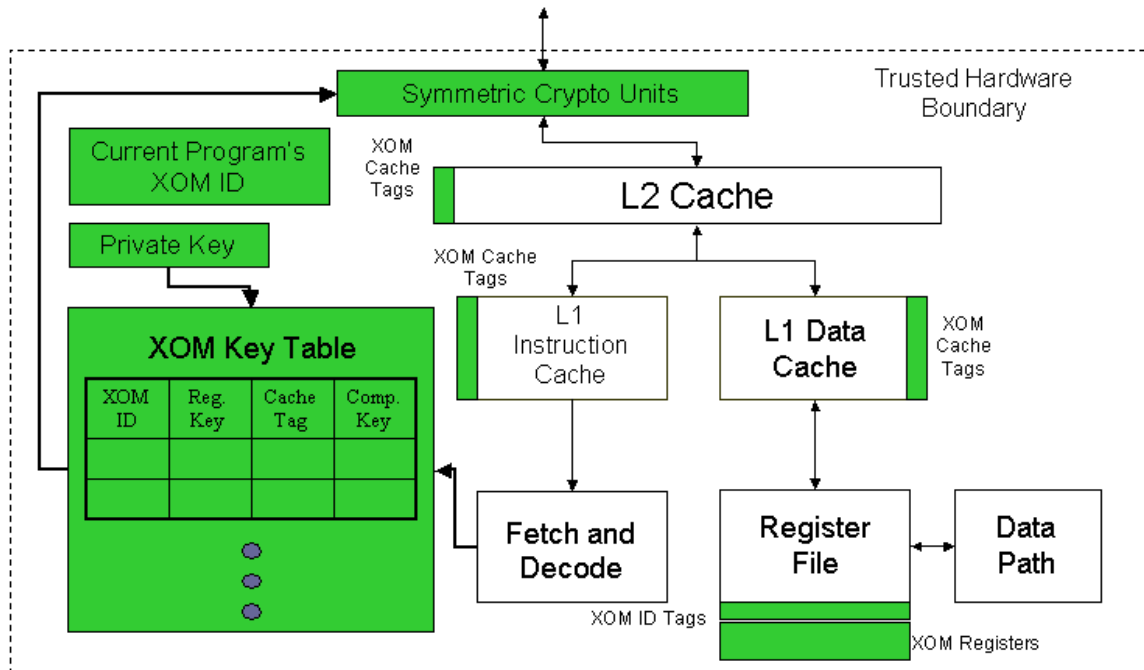 Symmetric Crypto Units
Trusted Hardware
Boundary
Current Program's
XOM ID
XOM
Cache
Tags
L2 Cache
Private Key
XOM Cache
Tags
XOM Key Table
XOM
ID
Reg.
Key
Cache
Tag
Comp.
Key
L1
Instruction
Cache
L1 Data
Cache
XOM
Cache
Tags
Fetch and
Decode
Register
File
Data
Path
XOM ID Tags
XOM Registers